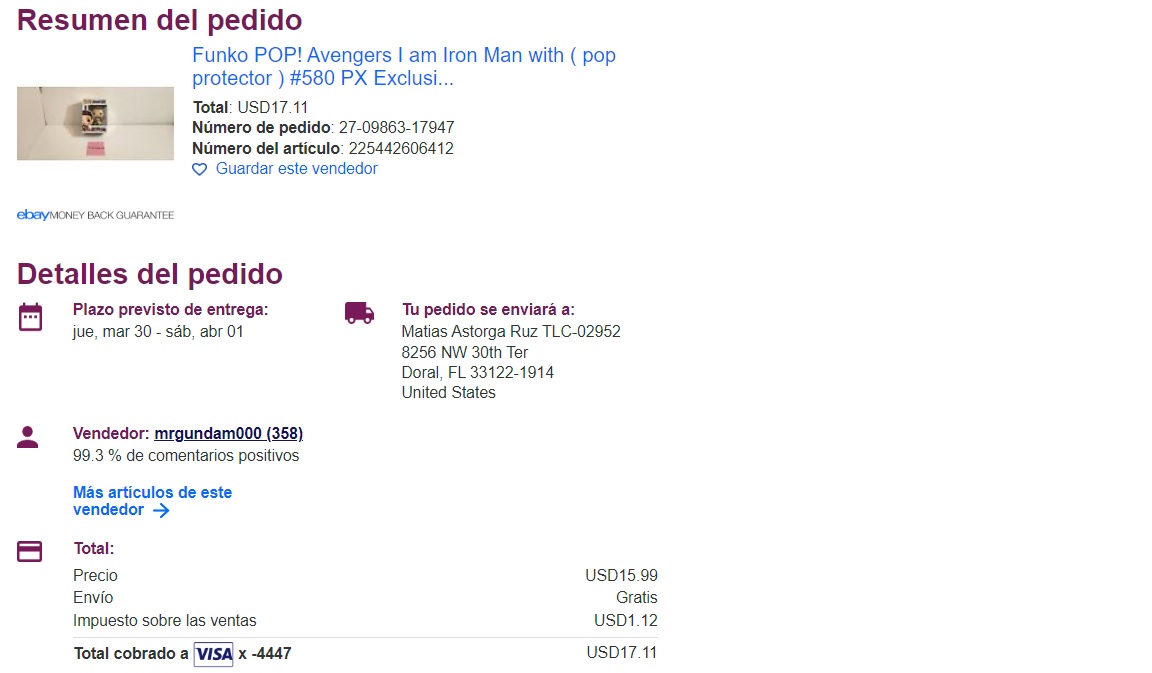 Resumen del pedido
Funko POP! Avengers I am Iron Man with ( pop
protector ) #580 PX Exclusi...
Total: USD17.11
Número de pedido: 27-09863-17947
Número del artículo: 225442606412
Guardar este vendedor
ebay MONEY BACK GUARANTEE
Detalles del pedido
Plazo previsto de entrega:
jue, mar 30 - sáb, abr 01
Tu pedido se enviará a:
Matias Astorga Ruz TLC-02952
8256 NW 30th Ter
Doral, FL 33122-1914
United States
Vendedor: mrgundam000 (358)
99.3 % de comentarios positivos
Más artículos de este
vendedor
Total:
Precio USD15.99
Envío Gratis
Impuesto sobre las ventas USD1.12
Total cobrado a VISA x -4447 USD17.11